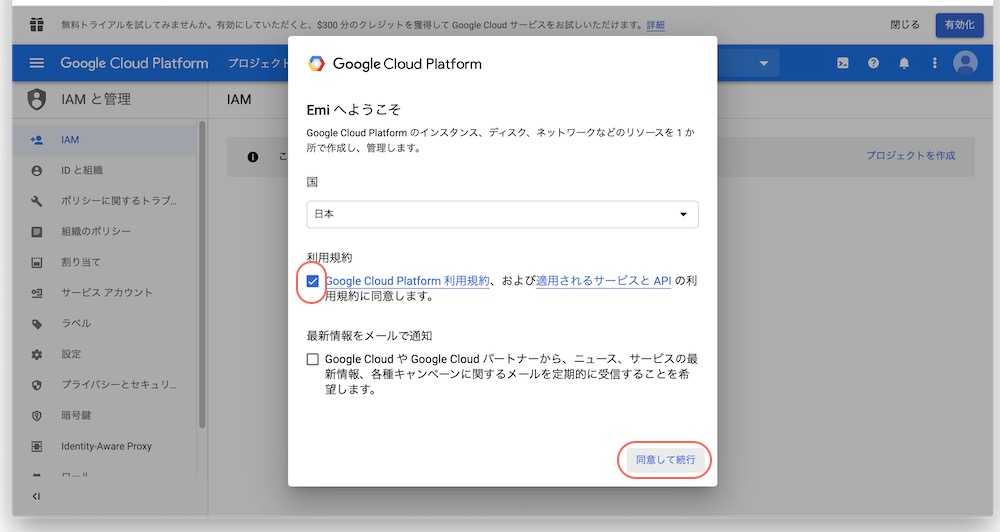 無料トライアルを試してみませんか。有効にしていただくと、$300 分のクレジットを獲得して Google Cloud サービスをお試しいただけます。 詳細
閉じる
有効化
Google Cloud Platform
プロジェクト
IAM と管理
IAM
IAM
ID と組織
ポリシーに関するトラブ...
組織のポリシー
割り当て
サービス アカウント
ラベル
設定
プライバシーとセキュリ...
暗号鍵
Identity-Aware Proxy
ロール
こ
プロジェクトを作成
Google Cloud Platform
Emi へようこそ
Google Cloud Platform のインスタンス、ディスク、ネットワークなどのリソースを 1 か
所で作成し、管理します。
国
日本
利用規約
Google Cloud Platform 利用規約、および適用されるサービスと API の利
用規約に同意します。
最新情報をメールで通知
Google Cloud や Google Cloud パートナーから、ニュース、サービスの最
新情報、各種キャンペーンに関するメールを定期的に受信することを希
望します。
同意して続行